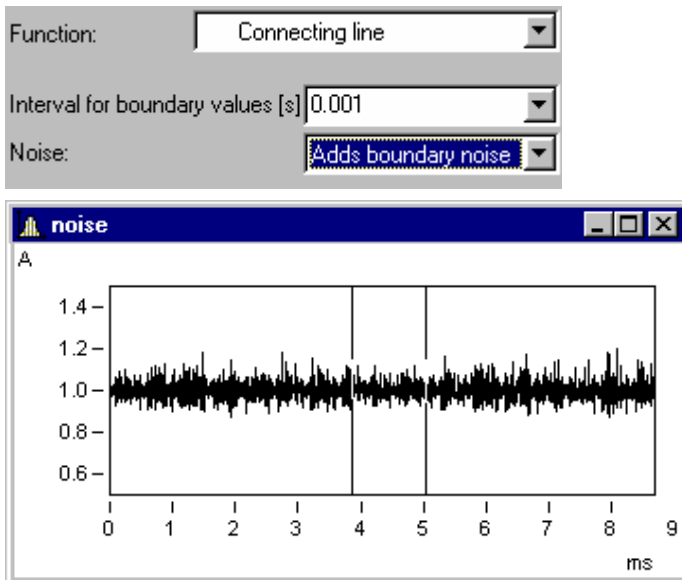 Function: Connecting line
Interval for boundary values [s] 0.001
Noise: Adds boundary noise
noise
A
1.4
1.2
1.0
0.8
0.6
0 1 2 3 4 5 6 7 8 9
ms